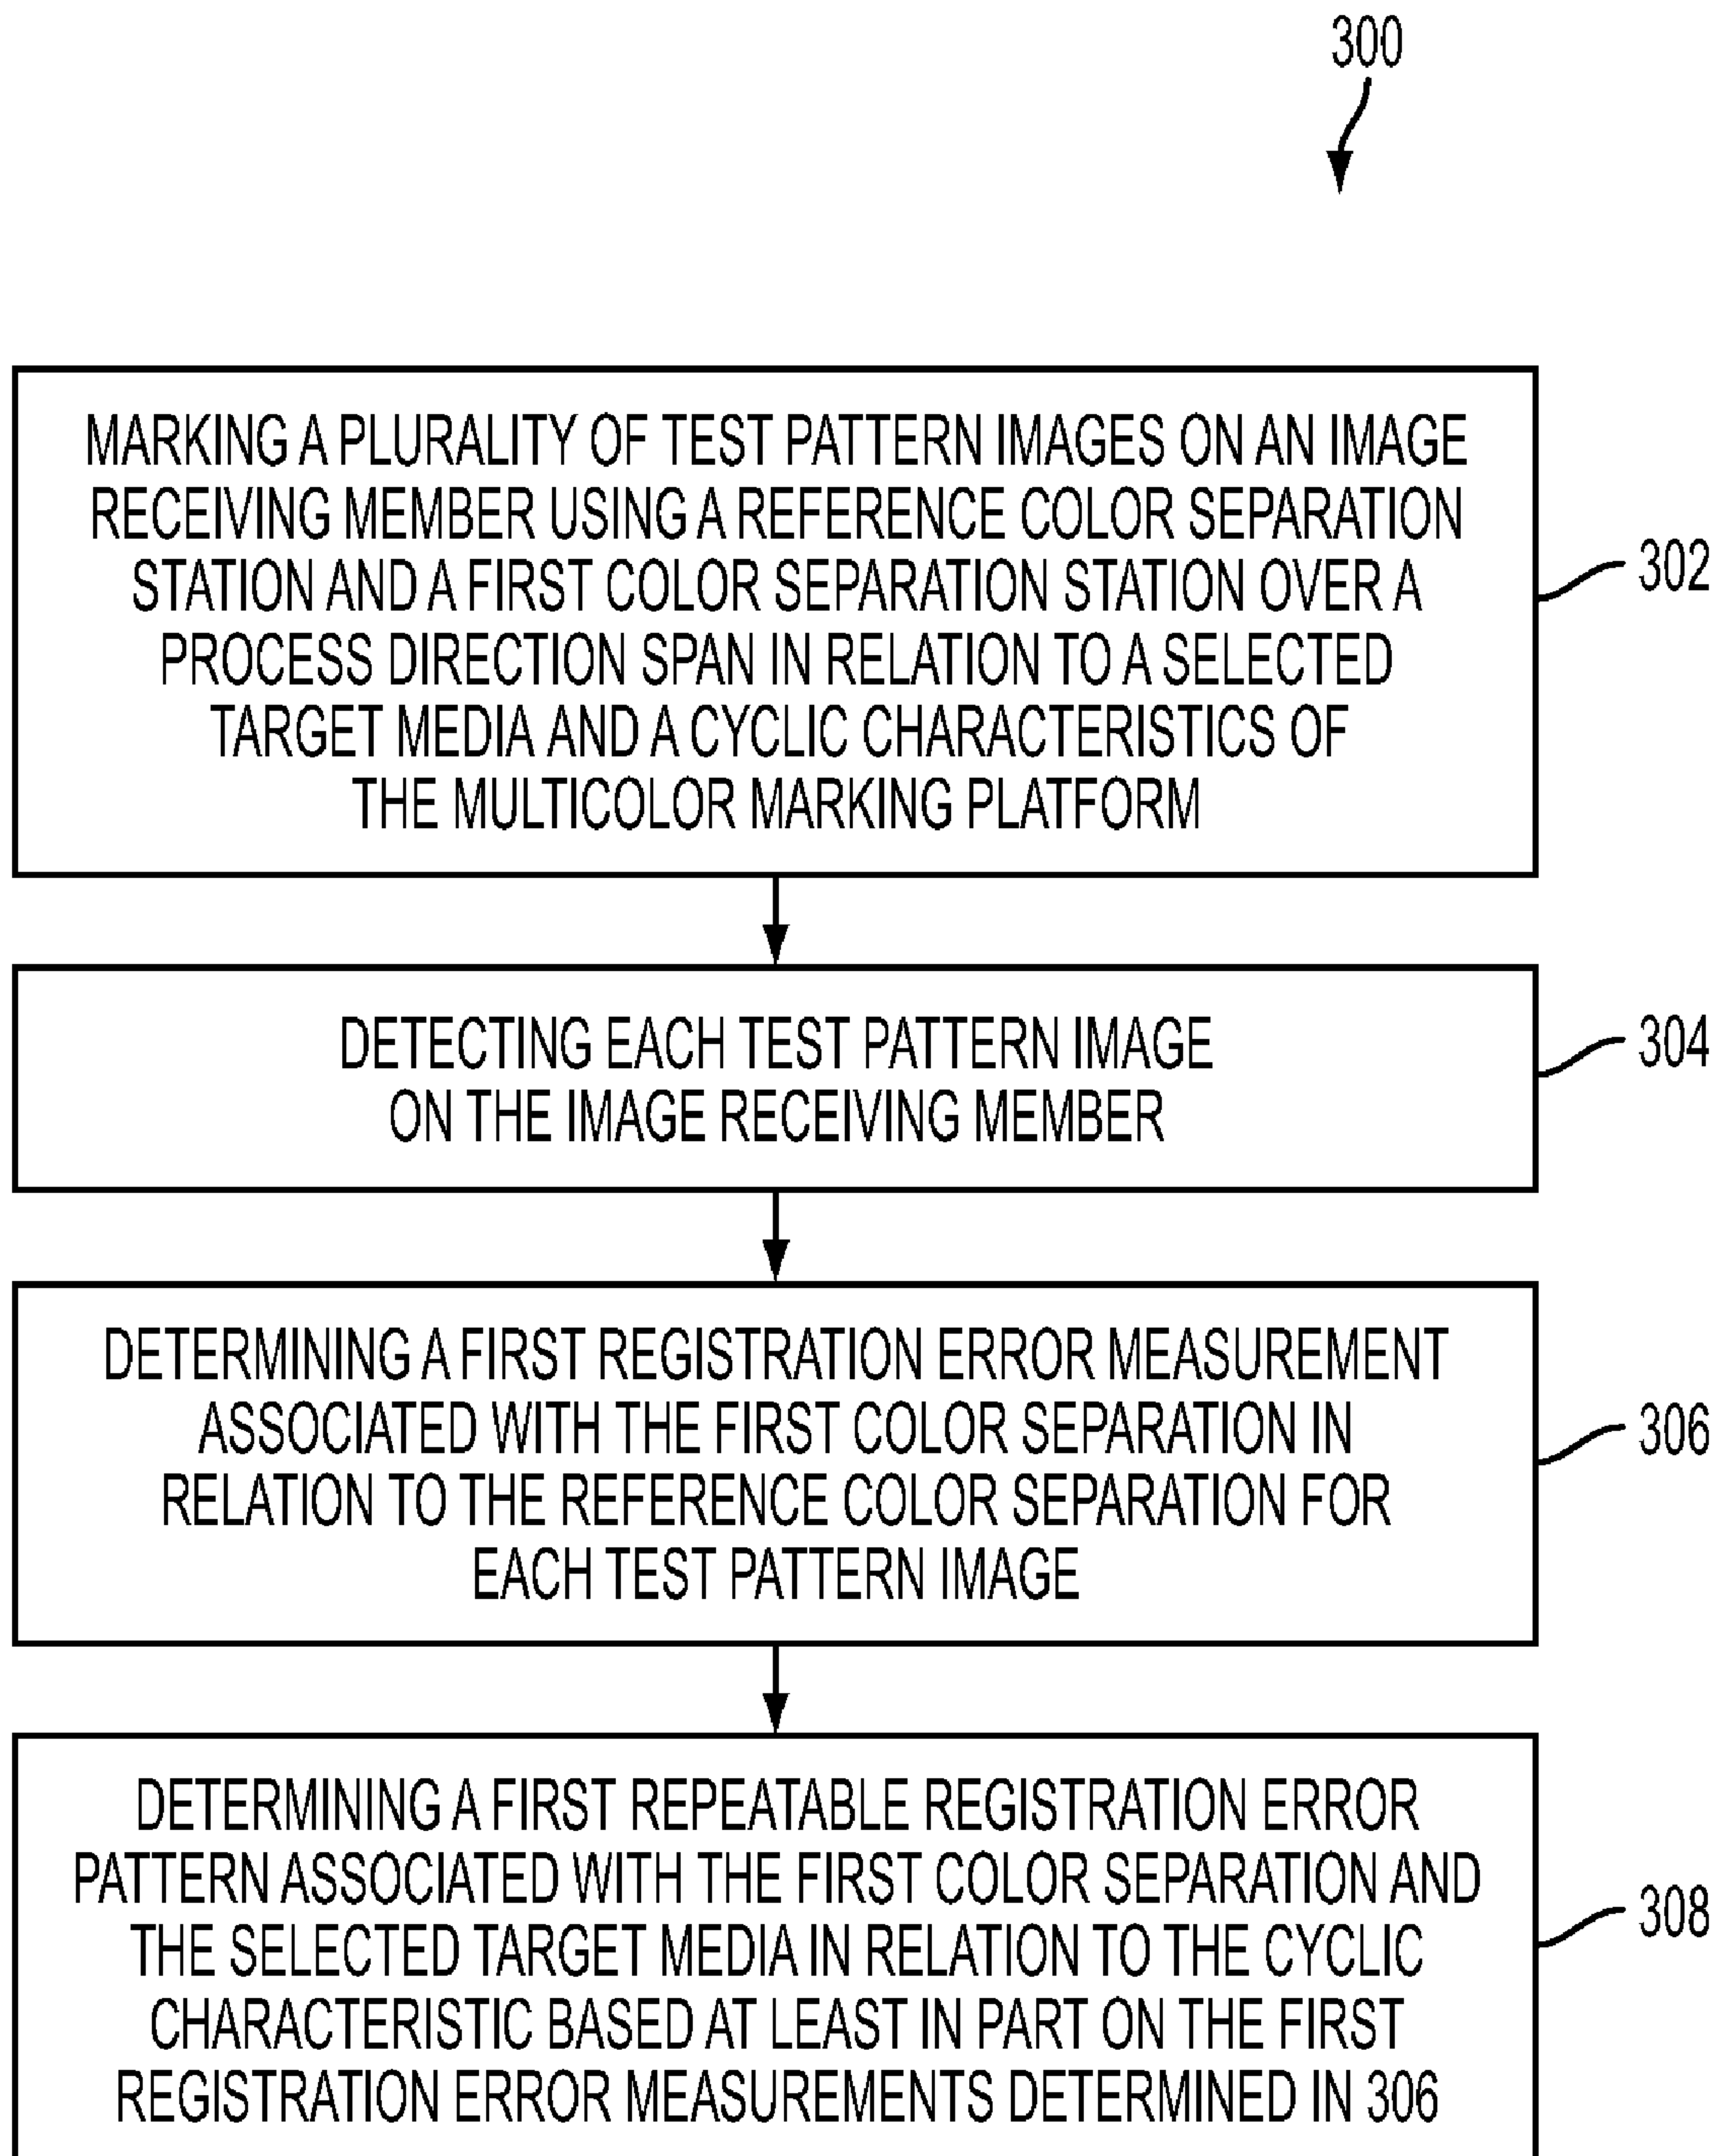 300
MARKING A PLURALITY OF TEST PATTERN IMAGES ON AN IMAGE
RECEIVING MEMBER USING A REFERENCE COLOR SEPARATION
STATION AND A FIRST COLOR SEPARATION STATION OVER A
PROCESS DIRECTION SPAN IN RELATION TO A SELECTED
TARGET MEDIA AND A CYCLIC CHARACTERISTICS OF
THE MULTICOLOR MARKING PLATFORM
302
DETECTING EACH TEST PATTERN IMAGE
ON THE IMAGE RECEIVING MEMBER
304
DETERMINING A FIRST REGISTRATION ERROR MEASUREMENT
ASSOCIATED WITH THE FIRST COLOR SEPARATION IN
RELATION TO THE REFERENCE COLOR SEPARATION FOR
EACH TEST PATTERN IMAGE
306
DETERMINING A FIRST REPEATABLE REGISTRATION ERROR
PATTERN ASSOCIATED WITH THE FIRST COLOR SEPARATION AND
THE SELECTED TARGET MEDIA IN RELATION TO THE CYCLIC
CHARACTERISTIC BASED AT LEAST IN PART ON THE FIRST
REGISTRATION ERROR MEASUREMENTS DETERMINED IN 306
308